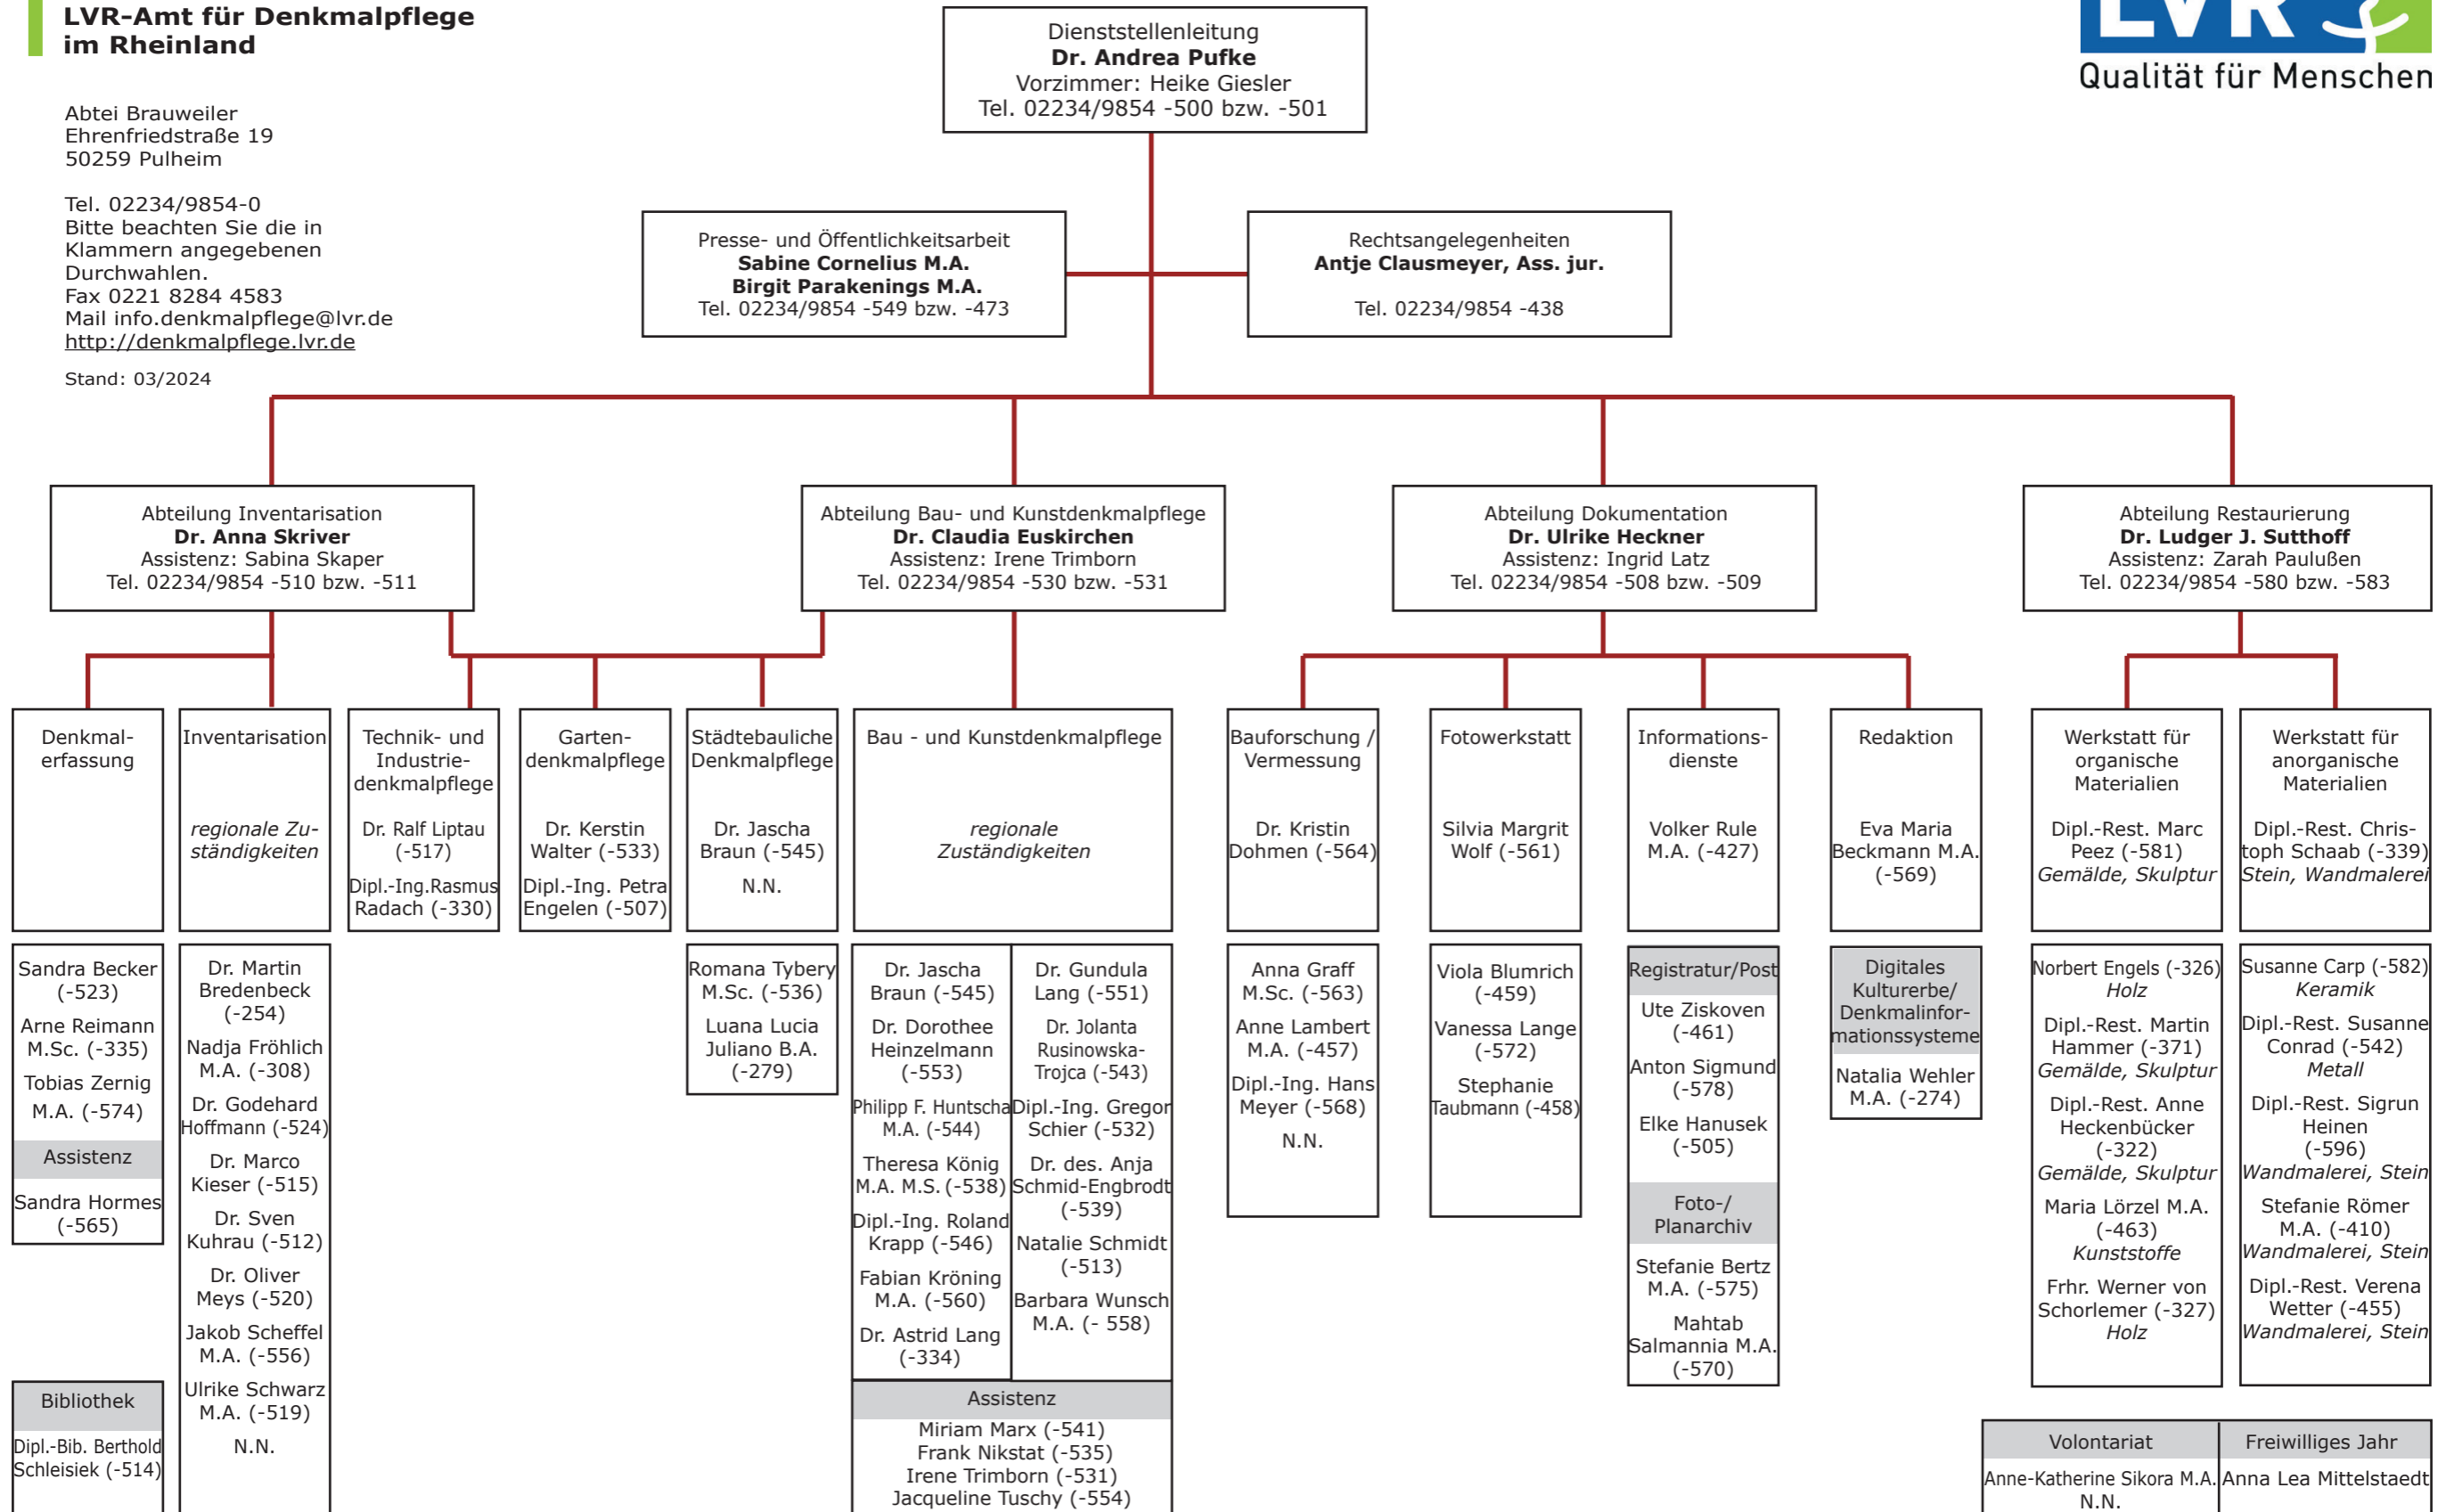 LVR-Amt für Denkmalpflege
im Rheinland
Abtei Brauweiler
Ehrenfriedstraße 19
50259 Pulheim
Tel. 02234/9854-0
Bitte beachten Sie die in
Klammern angegebenen
Durchwahlen.
Fax 0221 8284 4583
Mail info.denkmalpflege@lvr.de
http://denkmalpflege.lvr.de
Stand: 03/2024
Dienststellenleitung
Dr. Andrea Pufke
Vorzimmer: Heike Giesler
Tel. 02234/9854 -500 bzw. -501
LVR
Qualität für Menschen
Presse- und Öffentlichkeitsarbeit
Sabine Cornelius M.A.
Birgit Parakenings M.A.
Tel. 02234/9854 -549 bzw. -473
Rechtsangelegenheiten
Antje Clausmeyer, Ass. jur.
Tel. 02234/9854 -438
Abteilung Inventarisation
Dr. Anna Skriver
Assistenz: Sabina Skaper
Tel. 02234/9854 -510 bzw. -511
Abteilung Bau- und Kunstdenkmalpflege
Dr. Claudia Euskirchen
Assistenz: Irene Trimborn
Tel. 02234/9854 -530 bzw. -531
Abteilung Dokumentation
Dr. Ulrike Heckner
Assistenz: Ingrid Latz
Tel. 02234/9854 -508 bzw. -509
Abteilung Restaurierung
Dr. Ludger J. Sutthoff
Assistenz: Zarah Paulußen
Tel. 02234/9854 -580 bzw. -583
Denkmal-
erfassung
Sandra Becker
(-523)
Arne Reimann
M.Sc. (-335)
Tobias Zernig
M.A. (-574)
Assistenz
Sandra Hormes
(-565)
Bibliothek
Dipl.-Bib. Berthold
Schleisiek (-514)
Inventarisation
regionale Zu-
ständigkeiten
Dr. Martin
Bredenbeck
(-254)
Nadja Fröhlich
M.A. (-308)
Dr. Godehard
Hoffmann (-524)
Dr. Marco
Kieser (-515)
Dr. Sven
Kuhrau (-512)
Dr. Oliver
Meys (-520)
Jakob Scheffel
M.A. (-556)
Ulrike Schwarz
M.A. (-519)
N.N.
Technik- und
Industrie-
denkmalpflege
Dr. Ralf Liptau
(-517)
Dipl.-Ing.Rasmus
Radach (-330)
Garten-
denkmalpflege
Dr. Kerstin
Walter (-533)
Dipl.-Ing. Petra
Engelen (-507)
Städtebauliche
Denkmalpflege
Dr. Jascha
Braun (-545)
N.N.
Romana Tybery
M.Sc. (-536)
Luana Lucia
Juliano B.A.
(-279)
Bau - und Kunstdenkmalpflege
regionale
Zuständigkeiten
Dr. Jascha
Braun (-545)
Dr. Dorothee
Heinzelmann
(-553)
Philipp F. Huntscha
M.A. (-544)
Theresa König
M.A. M.S. (-538)
Dipl.-Ing. Roland
Krapp (-546)
Fabian Kröning
M.A. (-560)
Dr. Astrid Lang
(-334)
Dr. Gundula
Lang (-551)
Dr. Jolanta
Rusinowska-
Trojca (-543)
Dipl.-Ing. Gregor
Schier (-532)
Dr. des. Anja
Schmid-Engbrodt
(-539)
Natalie Schmidt
(-513)
Barbara Wunsch
M.A. (- 558)
Assistenz
Miriam Marx (-541)
Frank Nikstat (-535)
Irene Trimborn (-531)
Jacqueline Tuschy (-554)
Bauforschung /
Vermessung
Dr. Kristin
Dohmen (-564)
Anna Graff
M.Sc. (-563)
Anne Lambert
M.A. (-457)
Dipl.-Ing. Hans
Meyer (-568)
N.N.
Fotowerkstatt
Silvia Margrit
Wolf (-561)
Viola Blumrich
(-459)
Vanessa Lange
(-572)
Stephanie
Taubmann (-458)
Informations-
dienste
Volker Rule
M.A. (-427)
Registratur/Post
Ute Ziskoven
(-461)
Anton Sigmund
(-578)
Elke Hanusek
(-505)
Foto-/
Planarchiv
Stefanie Bertz
M.A. (-575)
Mahtab
Salmannia M.A.
(-570)
Redaktion
Eva Maria
Beckmann M.A.
(-569)
Digitales
Kulturerbe/
Denkmalinfor-
mationssysteme
Natalia Wehler
M.A. (-274)
Werkstatt für
organische
Materialien
Dipl.-Rest. Marc
Peez (-581)
Gemälde, Skulptur
Norbert Engels (-326)
Holz
Dipl.-Rest. Martin
Hammer (-371)
Gemälde, Skulptur
Dipl.-Rest. Anne
Heckenbücker
(-322)
Gemälde, Skulptur
Maria Lörzel M.A.
(-463)
Kunststoffe
Frhr. Werner von
Schorlemer (-327)
Holz
Werkstatt für
anorganische
Materialien
Dipl.-Rest. Chris-
toph Schaab (-339)
Stein, Wandmalerei
Susanne Carp (-582)
Keramik
Dipl.-Rest. Susanne
Conrad (-542)
Metall
Dipl.-Rest. Sigrun
Heinen
(-596)
Wandmalerei, Stein
Stefanie Römer
M.A. (-410)
Wandmalerei, Stein
Dipl.-Rest. Verena
Wetter (-455)
Wandmalerei, Stein
Volontariat
Anne-Katherine Sikora M.A.
N.N.
Freiwilliges Jahr
Anna Lea Mittelstaedt